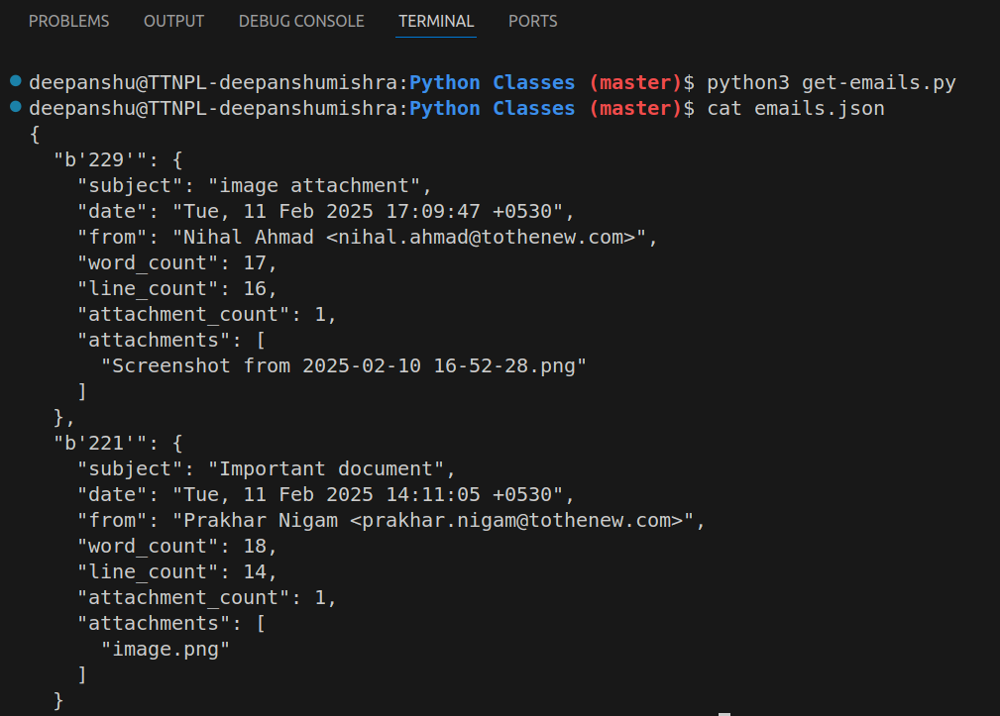 PROBLEMS OUTPUT DEBUG CONSOLE TERMINAL PORTS
deepanshu@TTNPL-deepanshumishra:Python Classes (master)$ python3 get-emails.py
deepanshu@TTNPL-deepanshumishra:Python Classes (master)$ cat emails.json
{
  "b'229'": {
    "subject": "image attachment",
    "date": "Tue, 11 Feb 2025 17:09:47 +0530",
    "from": "Nihal Ahmad <nihal.ahmad@tothenew.com>",
    "word_count": 17,
    "line_count": 16,
    "attachment_count": 1,
    "attachments": [
      "Screenshot from 2025-02-10 16-52-28.png"
    ]
  },
  "b'221'": {
    "subject": "Important document",
    "date": "Tue, 11 Feb 2025 14:11:05 +0530",
    "from": "Prakhar Nigam <prakhar.nigam@tothenew.com>",
    "word_count": 18,
    "line_count": 14,
    "attachment_count": 1,
    "attachments": [
      "image.png"
    ]
  }